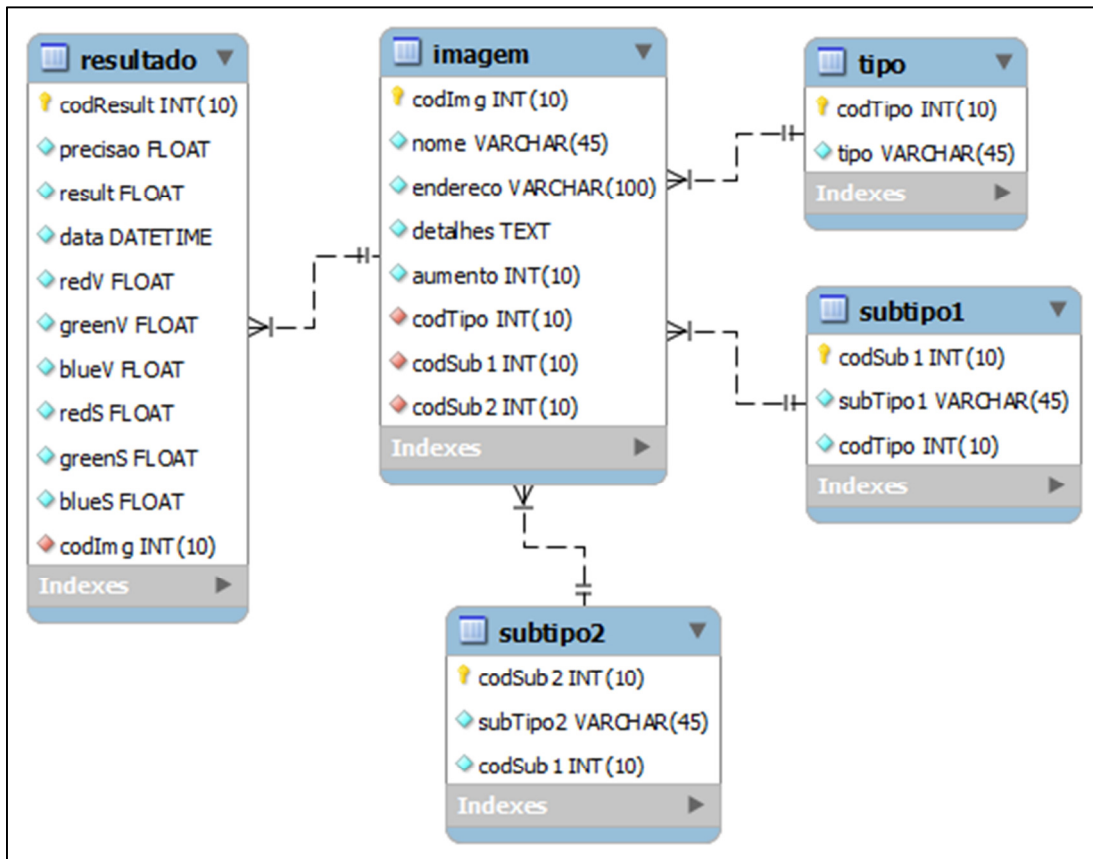 resultado
codResult INT(10)
precisao FLOAT
result FLOAT
data DATETIME
redV FLOAT
greenV FLOAT
blueV FLOAT
redS FLOAT
greenS FLOAT
blueS FLOAT
codImg INT(10)
Indexes
imagem
codImg INT(10)
nome VARCHAR(45)
endereco VARCHAR(100)
detalhes TEXT
aumento INT(10)
codTipo INT(10)
codSub1 INT(10)
codSub2 INT(10)
Indexes
tipo
codTipo INT(10)
tipo VARCHAR(45)
Indexes
subtipo1
codSub1 INT(10)
subTipo1 VARCHAR(45)
codTipo INT(10)
Indexes
subtipo2
codSub2 INT(10)
subTipo2 VARCHAR(45)
codSub1 INT(10)
Indexes